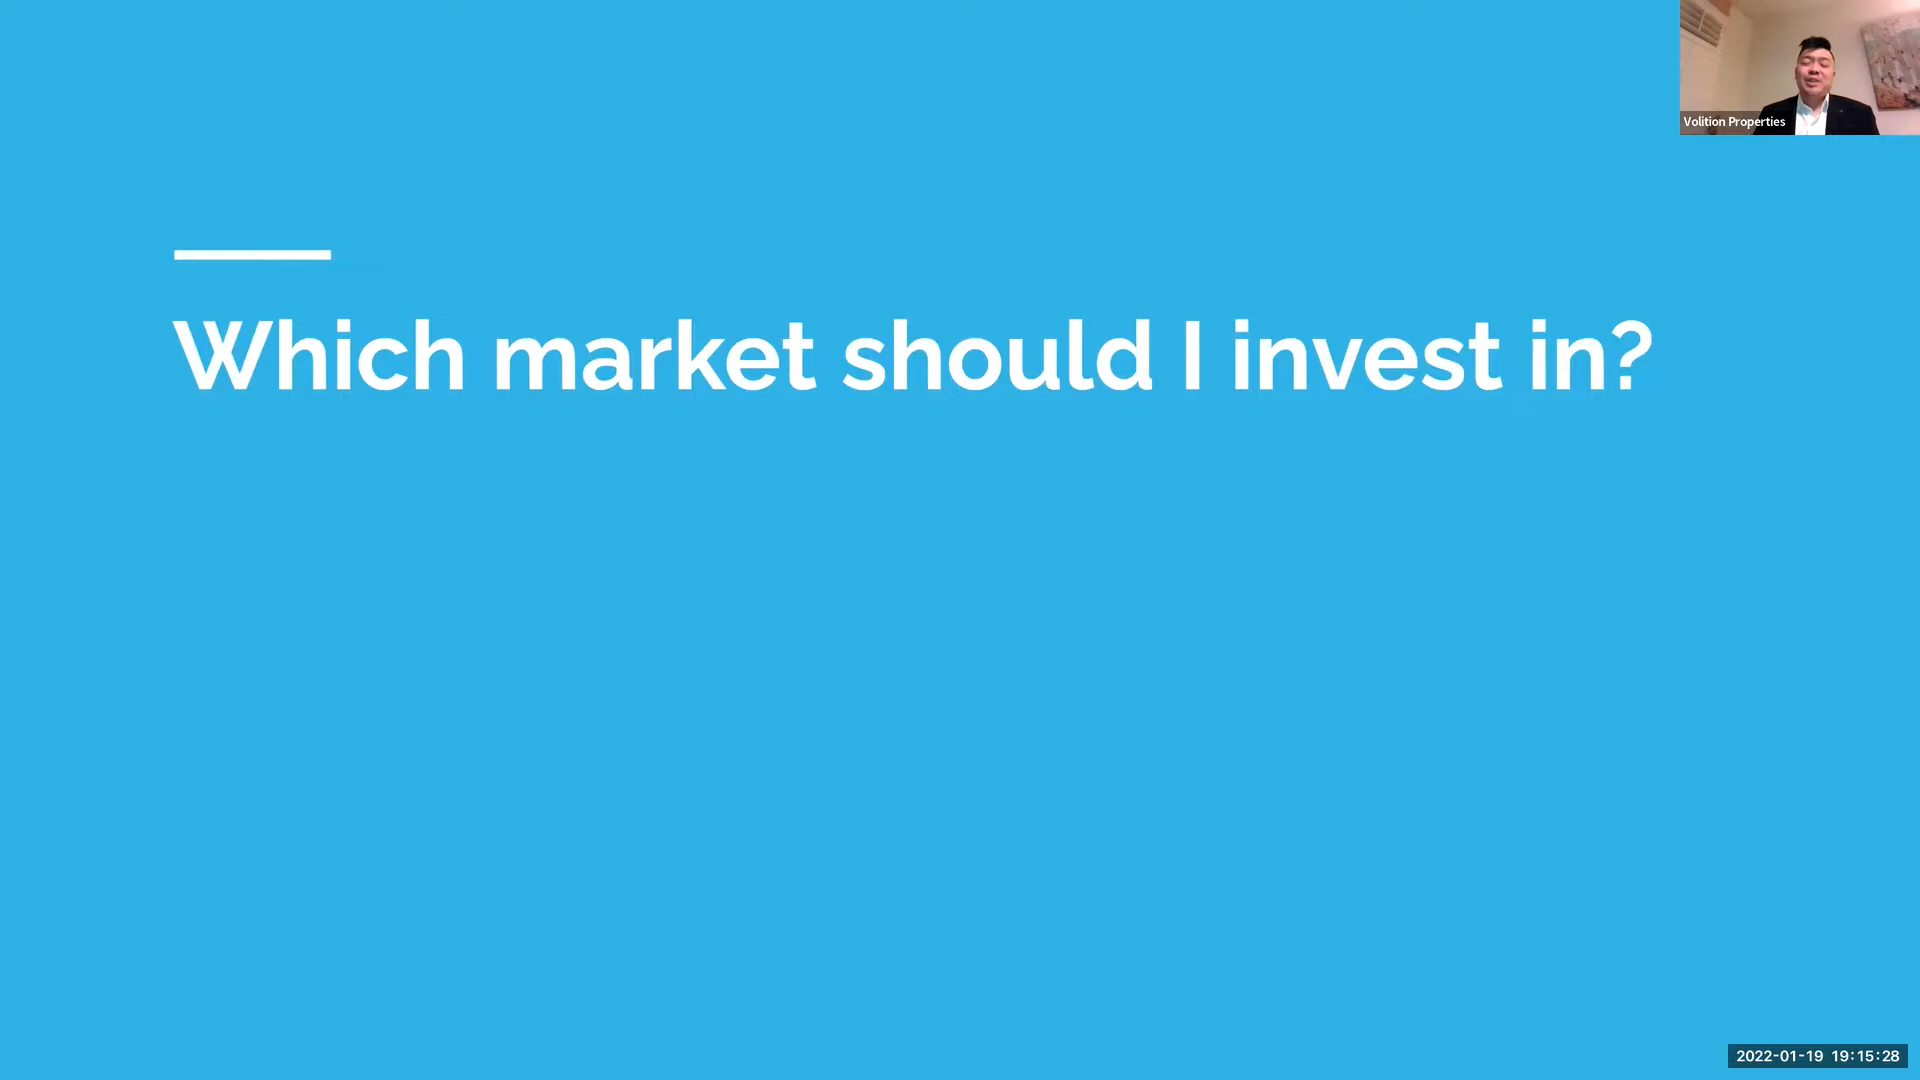 Volition Properties
Which market should I invest in?
2022-01-19 19:15:28